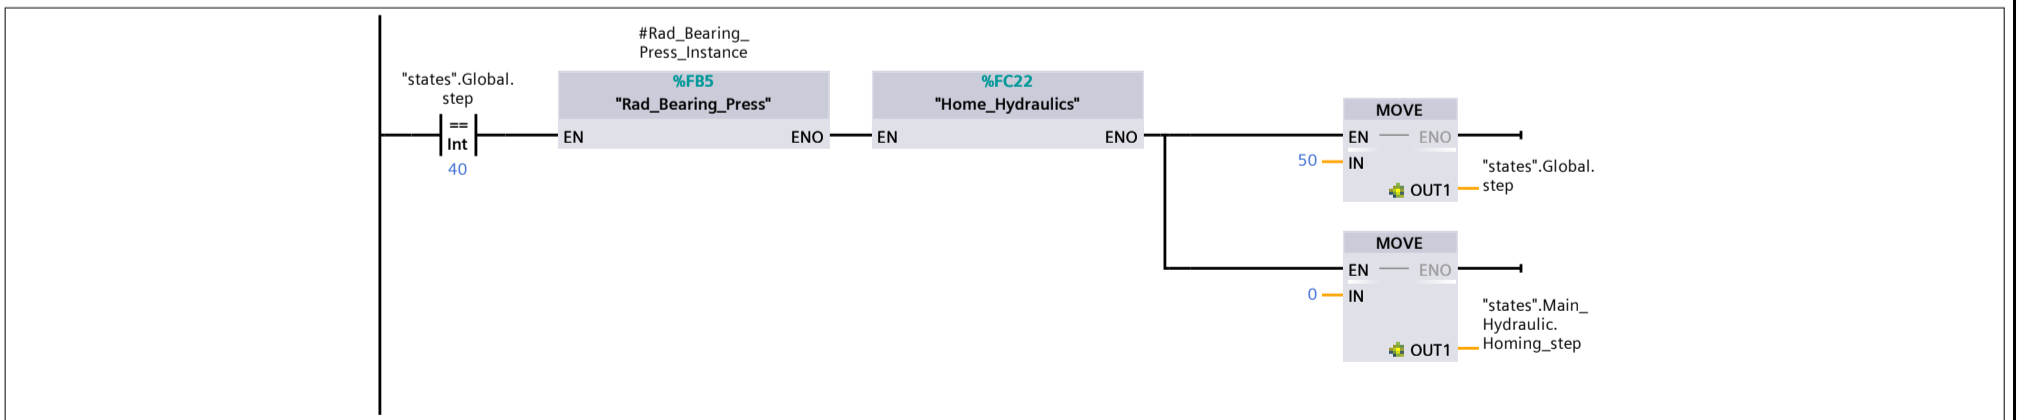 #Rad_Bearing_
Press_Instance
"states".Global.
step
==
Int
40
%FB5
"Rad_Bearing_Press"
EN ENO
%FC22
"Home_Hydraulics"
EN ENO
MOVE
EN ENO
50 IN
OUT1
"states".Global.
step
MOVE
EN ENO
0 IN
OUT1
"states".Main_
Hydraulic.
Homing_step